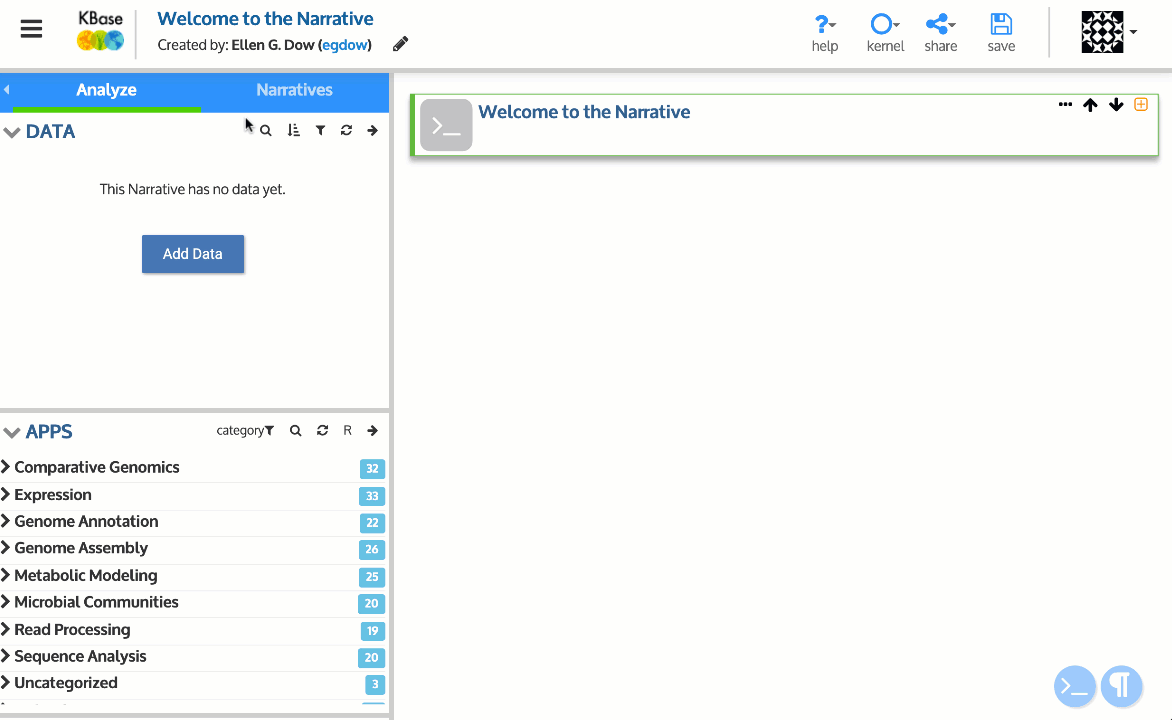 KBase
Welcome to the Narrative
Created by: Ellen G. Dow (egdow)
help
kernel
share
save
Analyze
Narratives
DATA
This Narrative has no data yet.
Add Data
APPS
category
R
Comparative Genomics 32
Expression 33
Genome Annotation 22
Genome Assembly 26
Metabolic Modeling 25
Microbial Communities 20
Read Processing 19
Sequence Analysis 20
Uncategorized 3
Welcome to the Narrative